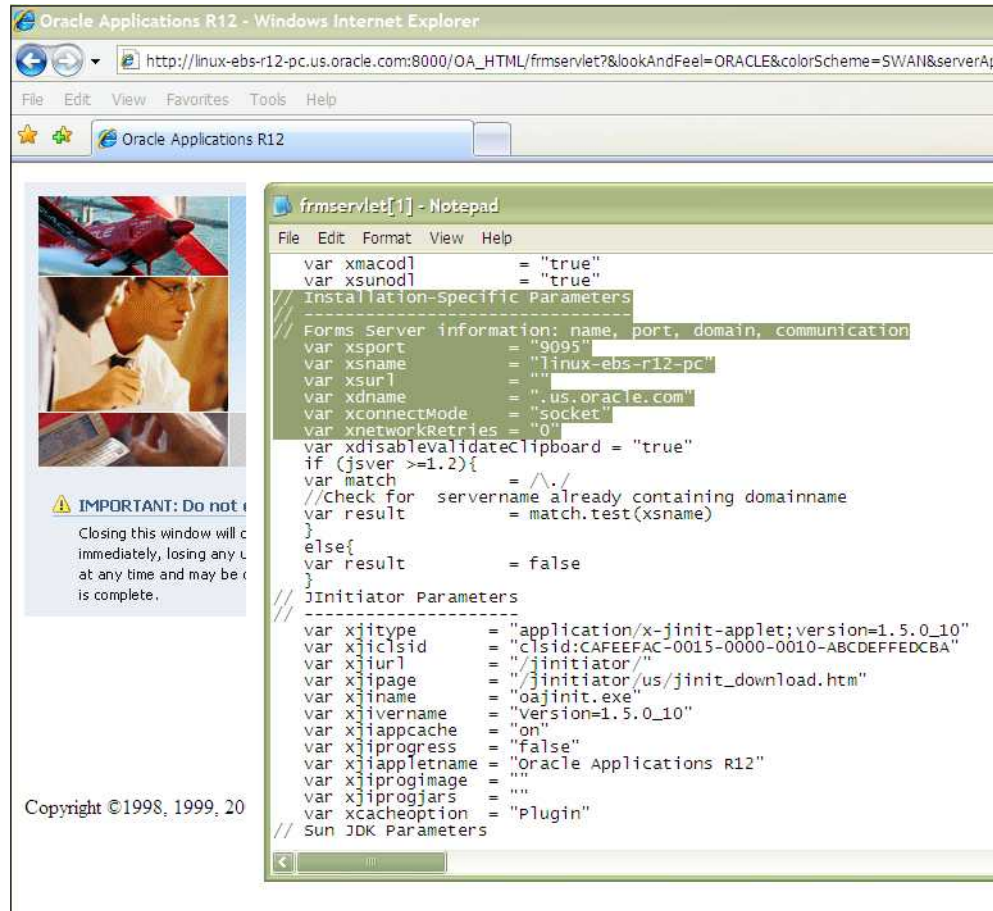 Oracle Applications R12 - Windows Internet Explorer
http://linux-ebs-r12-pc.us.oracle.com:8000/OA_HTML/frmservlet?&lookAndFeel=ORACLE&colorScheme=SWAN&serverAp
File Edit View Favorites Tools Help
Oracle Applications R12
IMPORTANT: Do not
Closing this window will
immediately, losing any
at any time and may be
is complete.
Copyright ©1998, 1999, 20
frmservlet[1] - Notepad
File Edit Format View Help
var xmacodl = "true"
var xsunodl = "true"
// Installation-Specific Parameters
// ---------------------------------
// Forms Server information: name, port, domain, communication
var xsport = "9095"
var xsname = "linux-ebs-r12-pc"
var xsurl = ""
var xdname = ".us.oracle.com"
var xconnectMode = "socket"
var xnetworkRetries = "0"
var xdisableValidateClipboard = "true"
if (jsver >=1.2){
var match = /\./
//Check for servername already containing domainname
var result = match.test(xsname)
}
else{
var result = false
}
// JInitiator Parameters
// ---------------------
var xjitype = "application/x-jinit-applet;version=1.5.0_10"
var xjiclsid = "clsid:CAFEEFAC-0015-0000-0010-ABCDEFFEDCBA"
var xjiurl = "/jinitiator/"
var xjipage = "/jinitiator/us/jinit_download.htm"
var xjiname = "oajinit.exe"
var xjivername = "Version=1.5.0_10"
var xjiappcache = "on"
var xjiprogress = "false"
var xjiappletname = "Oracle Applications R12"
var xjiprogimage = ""
var xjiprogjars = ""
var xcacheoption = "Plugin"
// Sun JDK Parameters